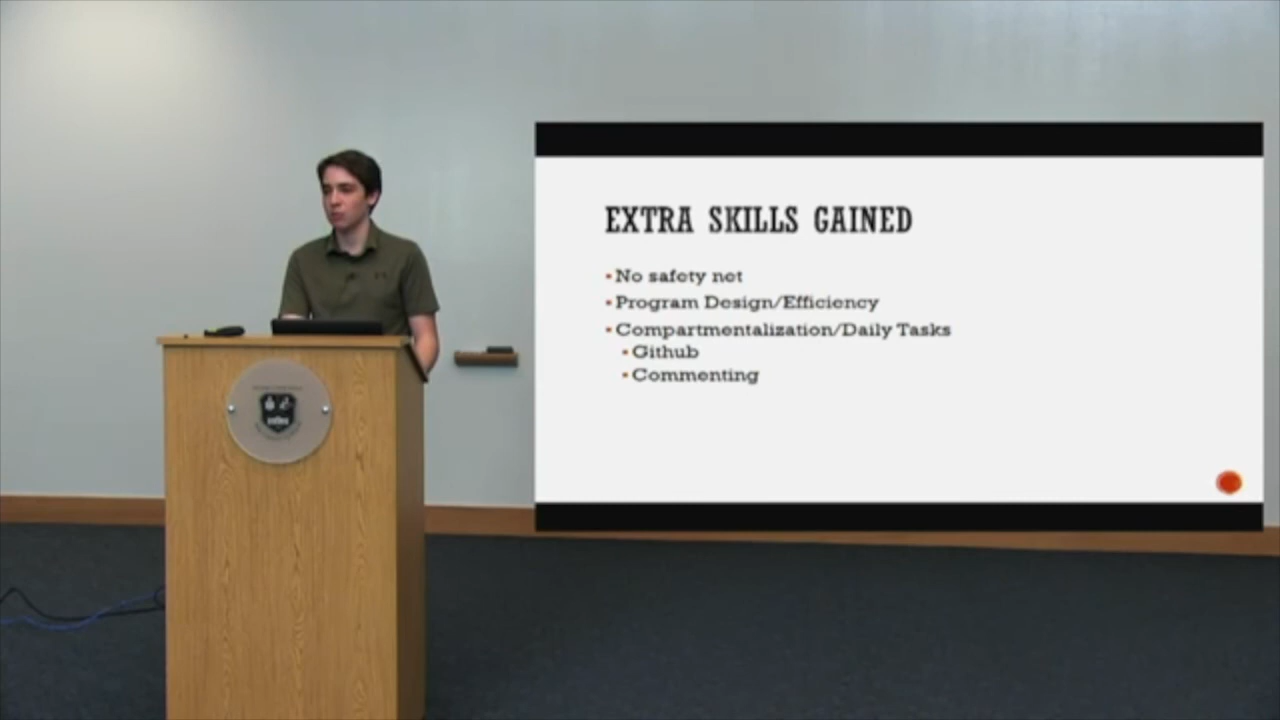 EXTRA SKILLS GAINED
No safety net
Program Design/Efficiency
Compartmentalization/Daily Tasks
Github
Commenting